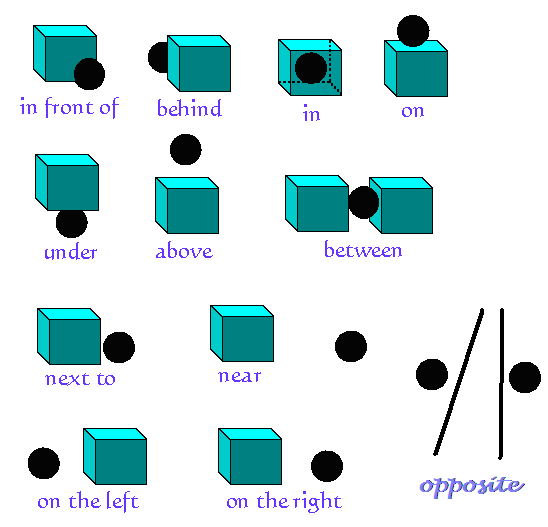 in front of
behind
in
on
under
above
between
next to
near
opposite
on the left
on the right